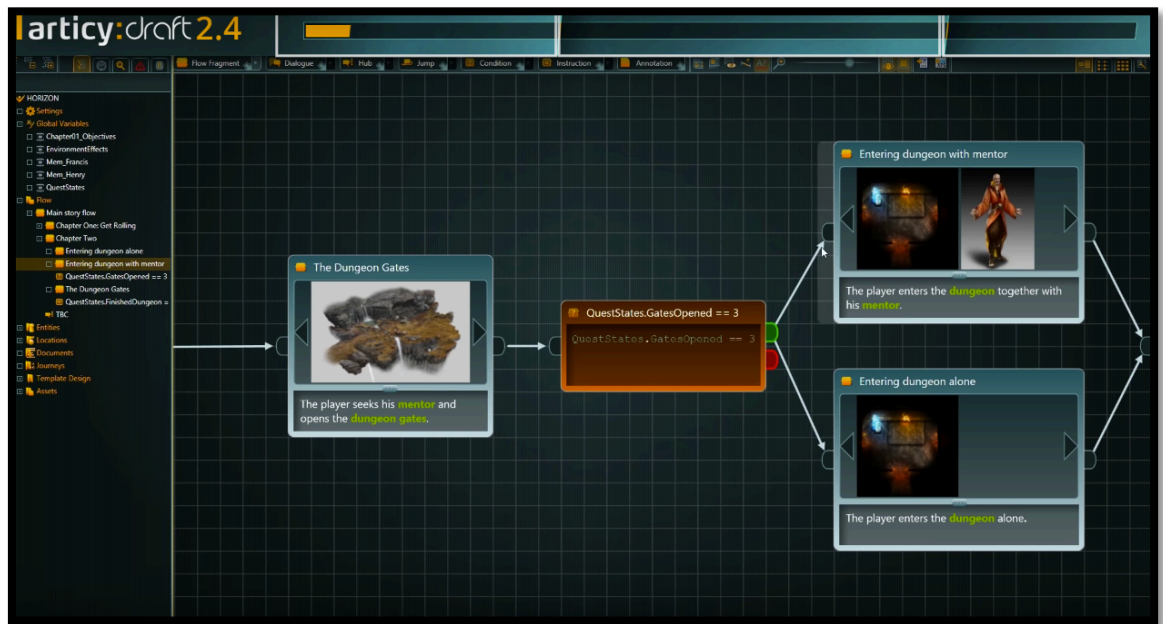 articy:draft 2.4
Flow Fragment
Dialogue
Hub
Jump
Condition
Instruction
Annotation
HORIZON
Settings
Global Variables
Chapter01_Objectives
EnvironmentEffects
Mem_Francis
Mem_Henry
QuestStates
Flow
Main story flow
Chapter One: Get Rolling
Chapter Two
Entering dungeon alone
Entering dungeon with mentor
QuestStates.GatesOpened == 3
The Dungeon Gates
QuestStates.FinishedDungeon =
TBC
Entities
Locations
Documents
Journeys
Template Design
Assets
The Dungeon Gates
The player seeks his mentor and
opens the dungeon gates.
QuestStates.GatesOpened == 3
QuestStates.GatesOpened == 3
Entering dungeon with mentor
The player enters the dungeon together with
his mentor.
Entering dungeon alone
The player enters the dungeon alone.